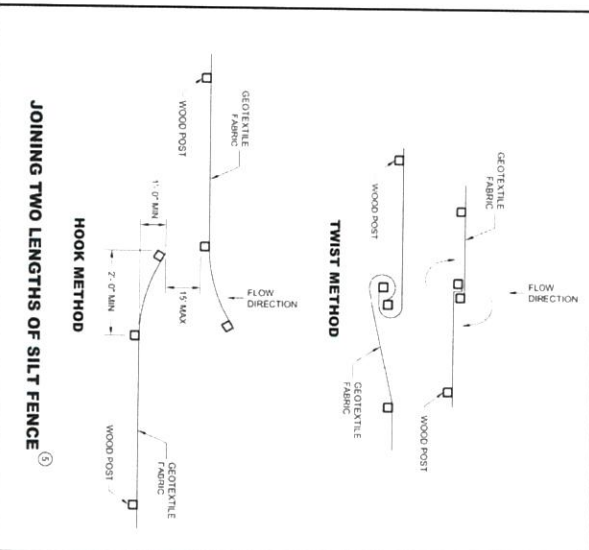 GEOTEXTILE
FABRIC
FLOW
DIRECTION
WOOD POST
WOOD POST
GEOTEXTILE
FABRIC
TWIST METHOD
GEOTEXTILE
FABRIC
WOOD POST
FLOW
DIRECTION
15' MAX
1'- 0" MIN
2'- 0" MIN
GEOTEXTILE
FABRIC
WOOD POST
HOOK METHOD
JOINING TWO LENGTHS OF SILT FENCE ⑤